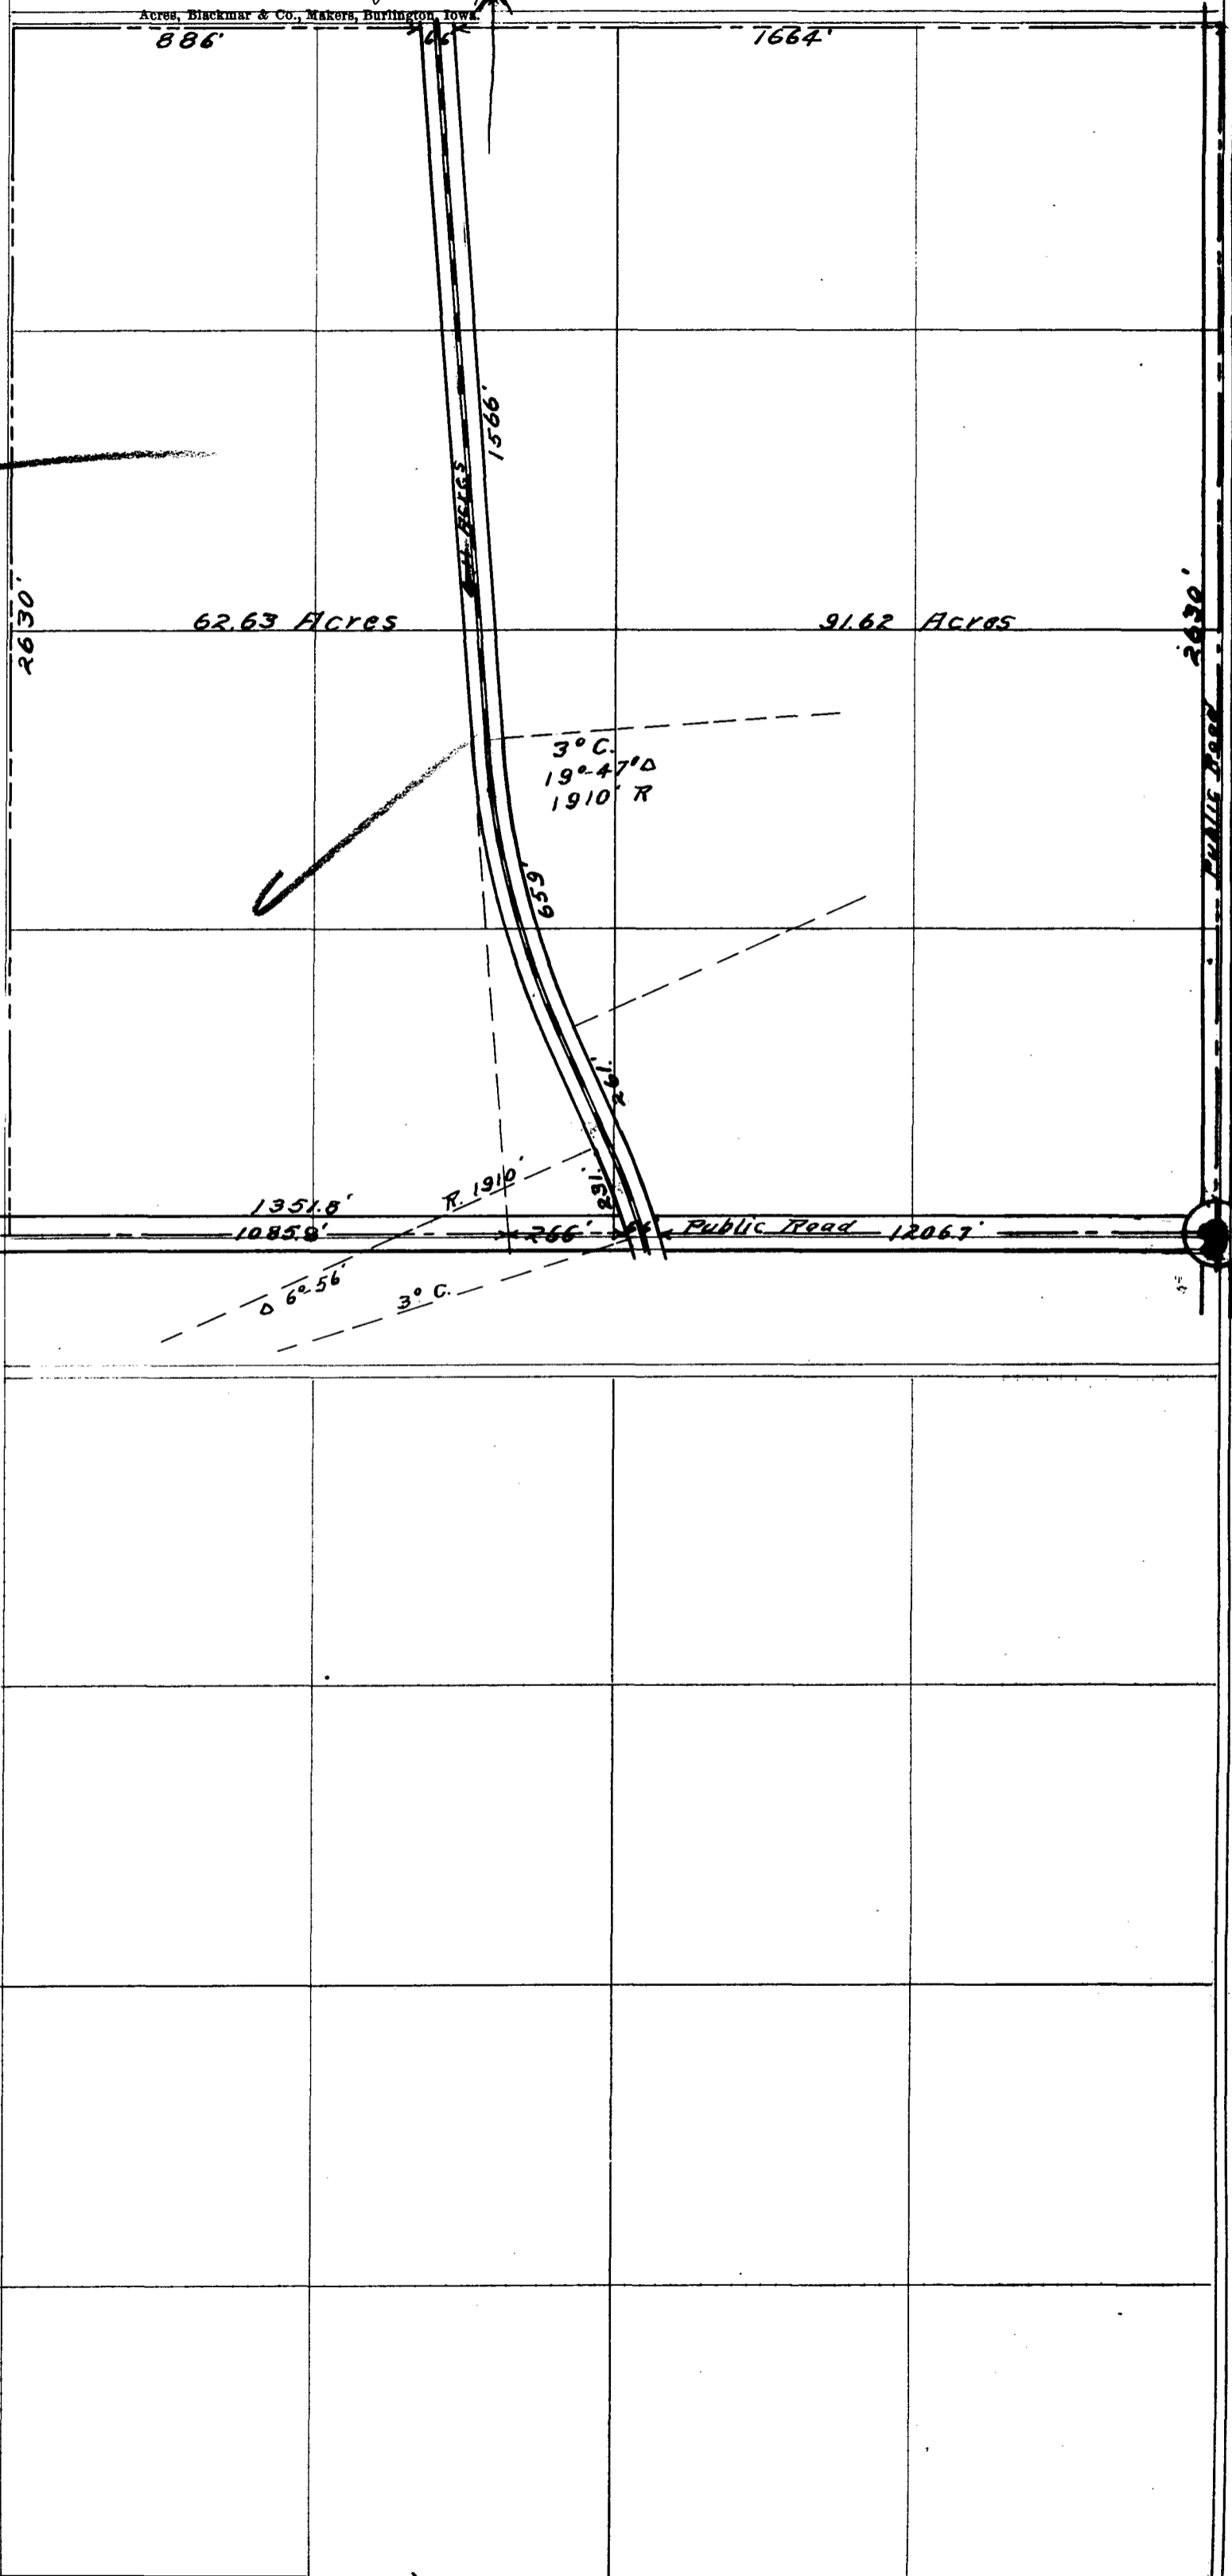 Acres, Blackmar & Co., Makers, Burlington, Iowa.
886'
66'
1664'
1566'
Acres
2630'
62.63 Acres
91.62 Acres
2630'
Public Road
3° C.
19°-47' Δ
1910' R
659'
261.'
231.'
R. 1910'
1351.8'
1085.8'
266'
66'
Public Road
1206.7'
Δ 6°-56'
3° C.